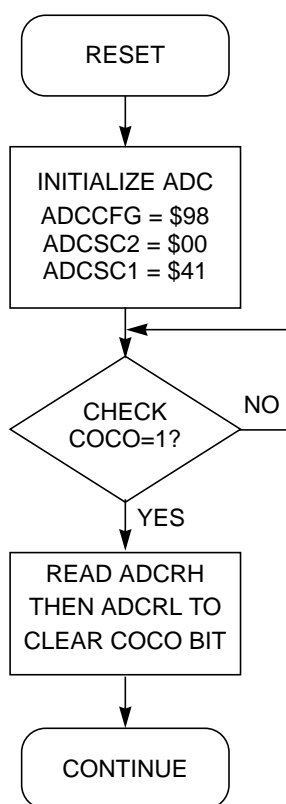 RESET
INITIALIZE ADC
ADCCFG = $98
ADCSC2 = $00
ADCSC1 = $41
CHECK
COCO=1?
NO
YES
READ ADCRH
THEN ADCRL TO
CLEAR COCO BIT
CONTINUE